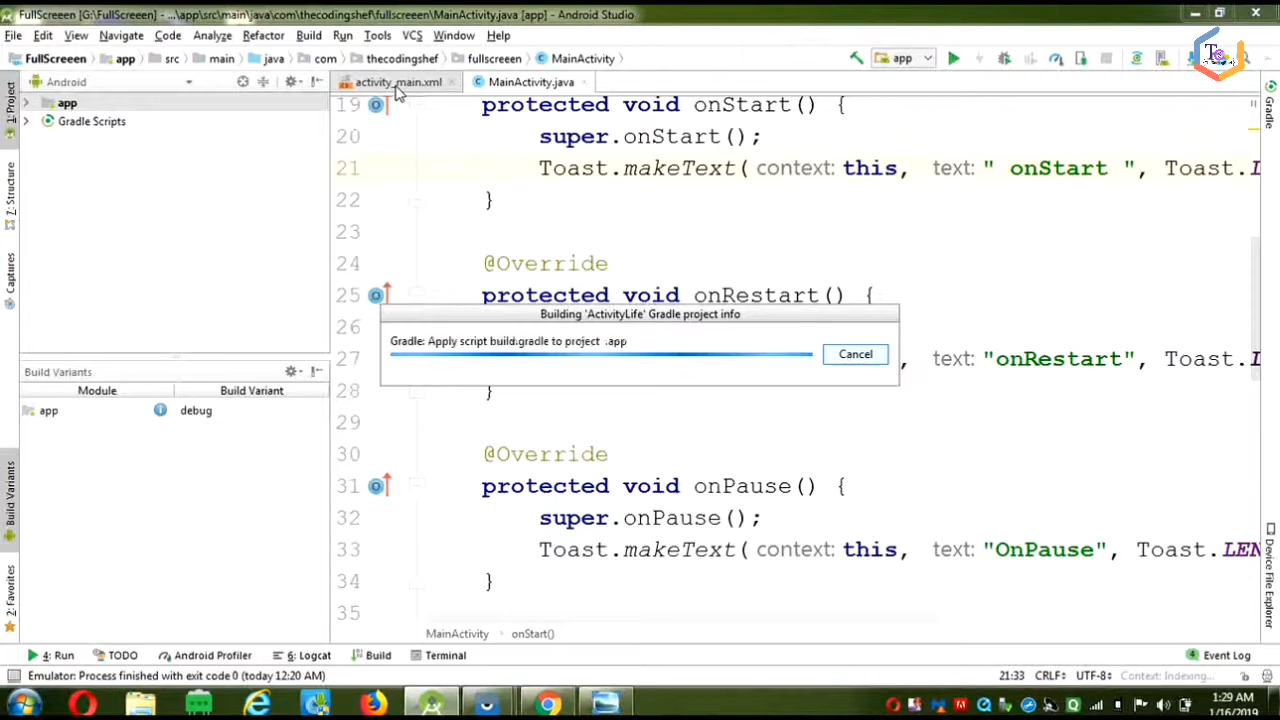 FullScreeen [G:\FullScreeen] - ...\app\src\main\java\com\thecodingshef\fullscreeen\MainActivity.java [app] - Android Studio
File Edit View Navigate Code Analyze Refactor Build Run Tools VCS Window Help
FullScreeen app src main java com thecodingshef fullscreeen MainActivity app
Android activity_main.xml MainActivity.java
1: Project
7: Structure
Captures
Build Variants
2: Favorites
app
Gradle Scripts
Build Variants
Module Build Variant
app debug
19 protected void onStart() {
20 super.onStart();
21 Toast.makeText( context: this, text: " onStart ", Toast.L
22 }
23
24 @Override
25 protected void onRestart() {
26
27 , "onRestart", Toast.L
28 }
29
30 @Override
31 protected void onPause() {
32 super.onPause();
33 Toast.makeText( context: this, text: "OnPause", Toast.LEN
34 }
35
Building 'ActivityLife' Gradle project info
Gradle: Apply script build.gradle to project .app
Cancel
MainActivity onStart()
Gradle
Device File Explorer
4: Run TODO Android Profiler 6: Logcat Build Terminal 4 Event Log
Emulator: Process finished with exit code 0 (today 12:20 AM) 21:33 CRLF UTF-8 Context: Indexing...
1:29 AM
1/16/2019